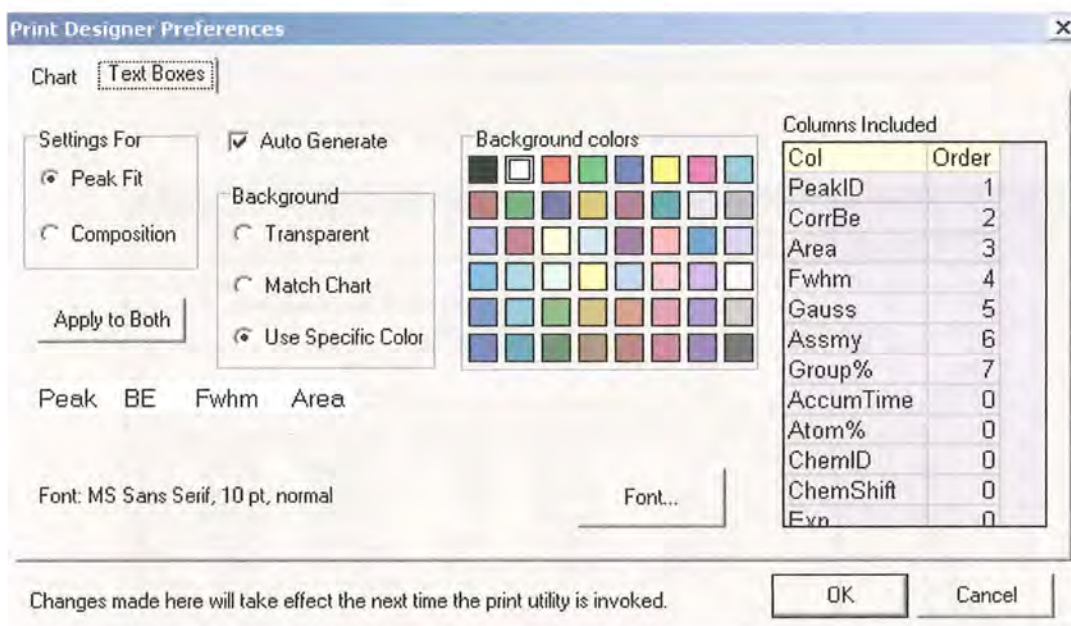 Print Designer Preferences
Chart
Text Boxes
Settings For
Peak Fit
Composition
Apply to Both
Auto Generate
Background
Transparent
Match Chart
Use Specific Color
Background colors
Columns Included
Col Order
PeakID 1
CorrBe 2
Area 3
Fwhm 4
Gauss 5
Assmy 6
Group% 7
AccumTime 0
Atom% 0
ChemID 0
ChemShift 0
Exp 0
Peak BE Fwhm Area
Font: MS Sans Serif, 10 pt, normal
Font...
Changes made here will take effect the next time the print utility is invoked.
OK
Cancel